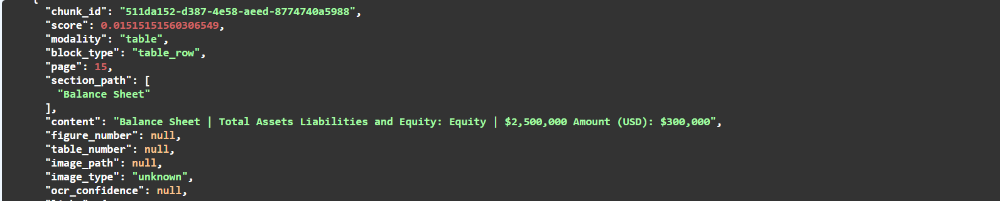 "chunk_id": "511da152-d387-4e58-aeed-8774740a5988",
"score": 0.01515151560306549,
"modality": "table",
"block_type": "table_row",
"page": 15,
"section_path": [
"Balance Sheet"
],
"content": "Balance Sheet | Total Assets Liabilities and Equity: Equity | $2,500,000 Amount (USD): $300,000",
"figure_number": null,
"table_number": null,
"image_path": null,
"image_type": "unknown",
"ocr_confidence": null,